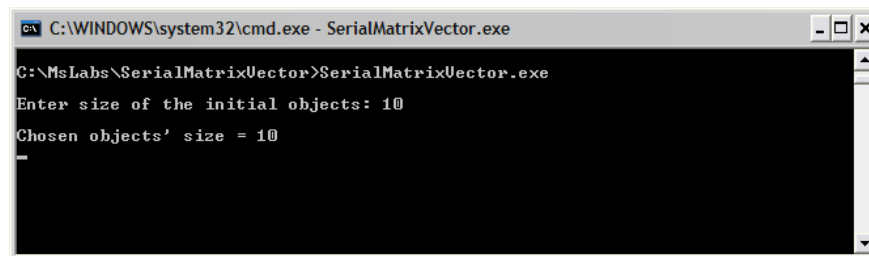 C:\WINDOWS\system32\cmd.exe - SerialMatrixVector.exe
C:\MsLabs\SerialMatrixVector>SerialMatrixVector.exe
Enter size of the initial objects: 10
Chosen objects' size = 10